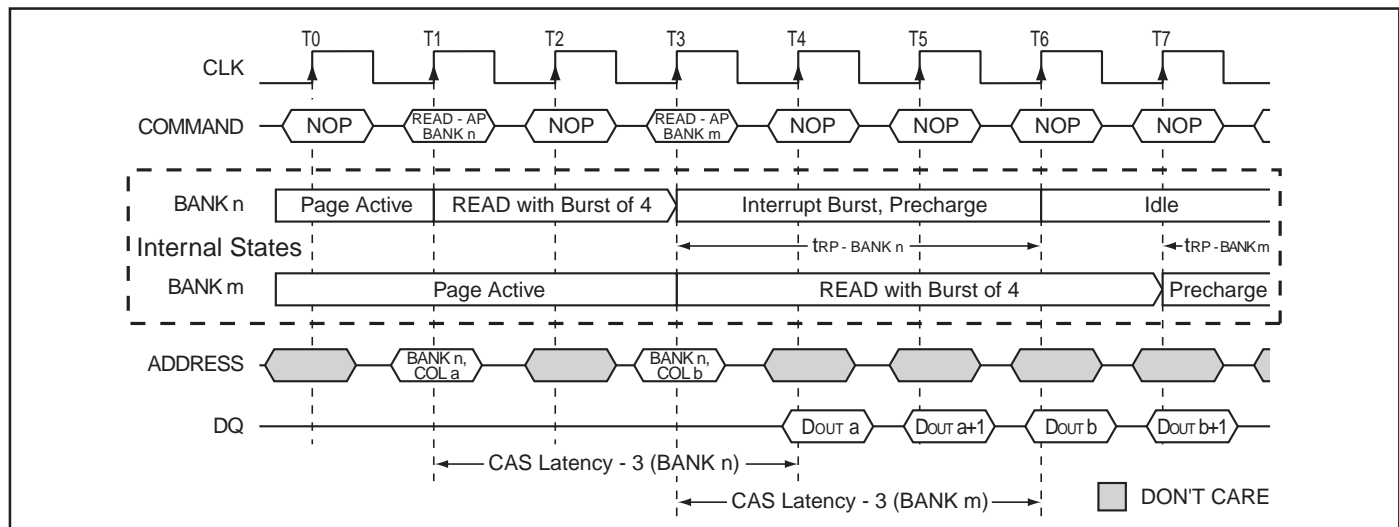 T0 T1 T2 T3 T4 T5 T6 T7
CLK
COMMAND NOP READ - AP BANK n NOP READ - AP BANK m NOP NOP NOP NOP
BANK n Page Active READ with Burst of 4 Interrupt Burst, Precharge Idle
Internal States tRP - BANK n tRP - BANK m
BANK m Page Active READ with Burst of 4 Precharge
ADDRESS BANK n, COL a BANK n, COL b
DQ DOUT a DOUT a+1 DOUT b DOUT b+1
CAS Latency - 3 (BANK n)
CAS Latency - 3 (BANK m)
DON'T CARE